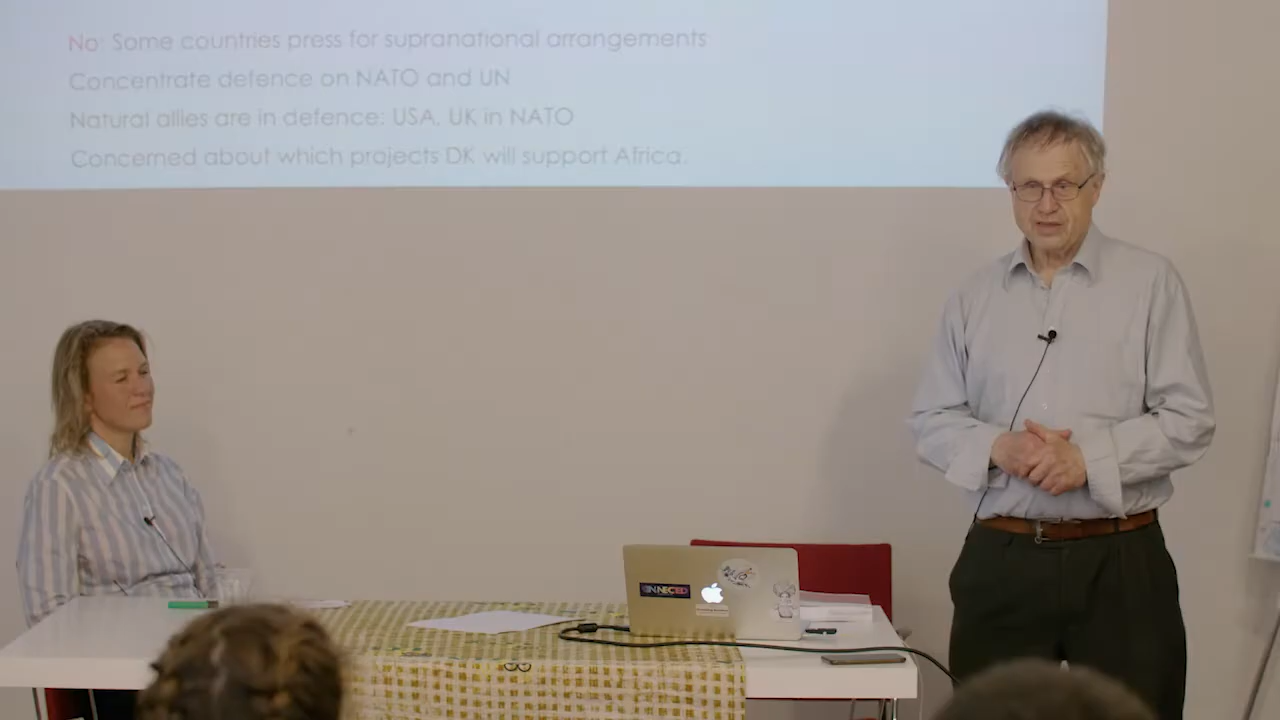 No: Some countries press for supranational arrangements
Concentrate defence on NATO and UN
Natural allies are in defence: USA, UK in NATO
Concerned about which projects DK will support Africa.